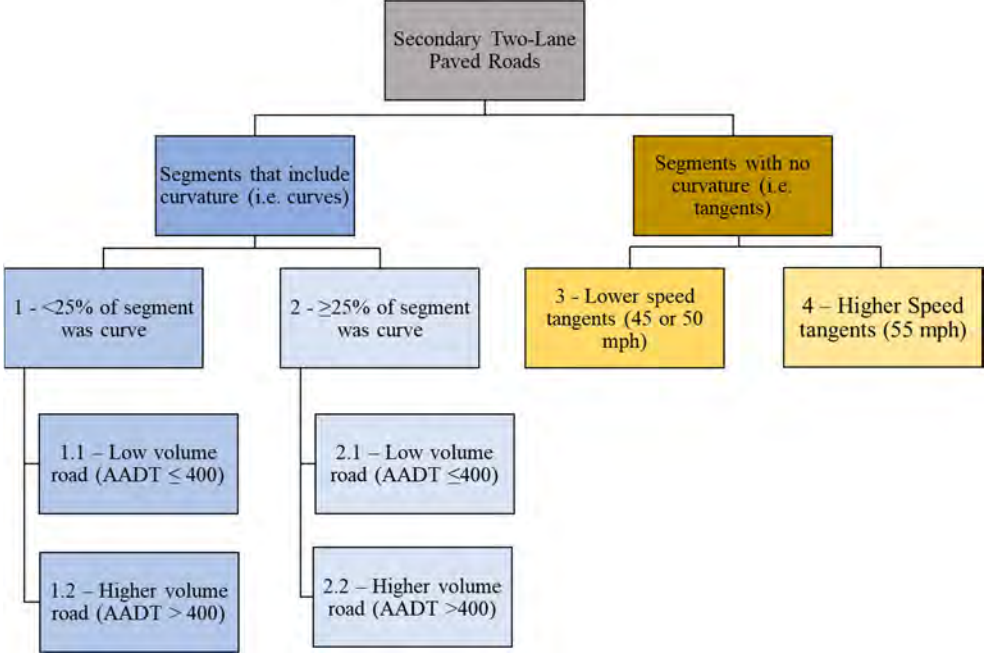 Secondary Two-Lane
Paved Roads
Segments that include
curvature (i.e. curves)
Segments with no
curvature (i.e.
tangents)
1 - <25% of segment
was curve
2 - ≥25% of segment
was curve
3 - Lower speed
tangents (45 or 50
mph)
4 – Higher Speed
tangents (55 mph)
1.1 – Low volume
road (AADT ≤ 400)
2.1 – Low volume
road (AADT ≤400)
1.2 – Higher volume
road (AADT > 400)
2.2 – Higher volume
road (AADT >400)